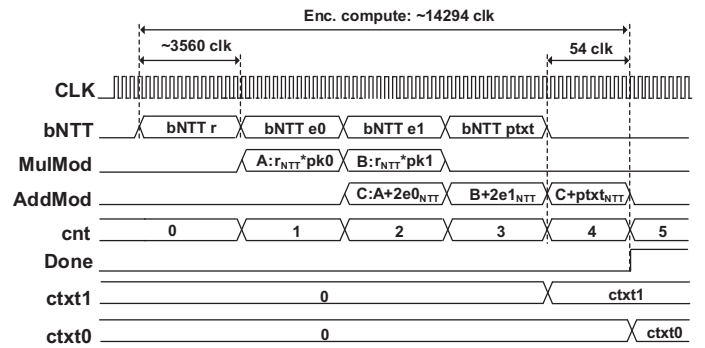 Enc. compute: ~14294 clk
~3560 clk 54 clk
CLK
bNTT bNTT r bNTT e0 bNTT e1 bNTT ptxt
MulMod A:rNTT*pk0 B:rNTT*pk1
AddMod C:A+2e0NTT B+2e1NTT C+ptxtNTT
cnt 0 1 2 3 4 5
Done
ctxt1 0 ctxt1
ctxt0 0 ctxt0